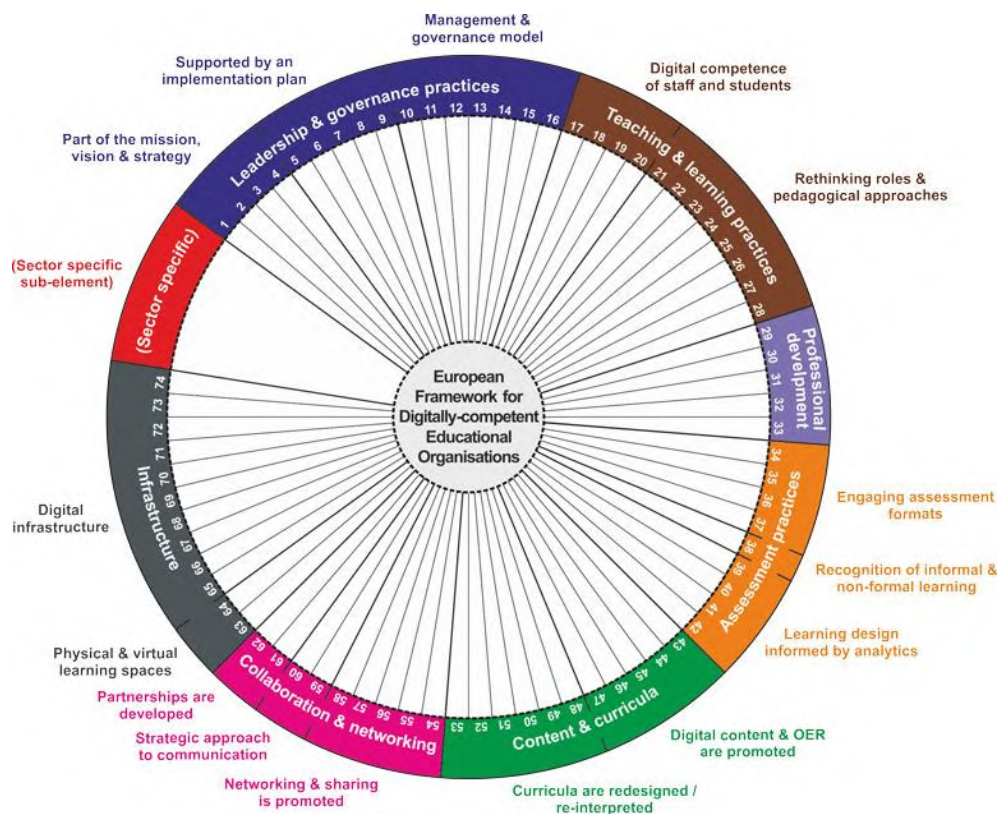 Management &
governance model
Supported by an
implementation plan
Part of the mission,
vision & strategy
(Sector specific
sub-element)
Digital
infrastructure
Physical & virtual
learning spaces
Partnerships are
developed
Strategic approach
to communication
Networking & sharing
is promoted
Curricula are redesigned /
re-interpreted
Digital content & OER
are promoted
Learning design
informed by analytics
Recognition of informal &
non-formal learning
Engaging assessment
formats
Rethinking roles &
pedagogical approaches
Digital competence
of staff and students
Leadership & governance practices
Teaching & learning practices
Professional
develpment
Assessment practices
Content & curricula
Collaboration & networking
Infrastructure
(Sector specific)
1 2 3 4 5 6 7 8 9 10 11 12 13 14 15 16
17 18 19 20 21 22 23 24 25 26 27 28
29 30 31 32 33
34 35 36 37 38 39 40 41 42
43 44 45 46 47 48 49 50 51 52 53
54 55 56 57 58 59 60 61 62
63 64 65 66 67 68 69 70 71 72 73 74
European
Framework for
Digitally-competent
Educational
Organisations